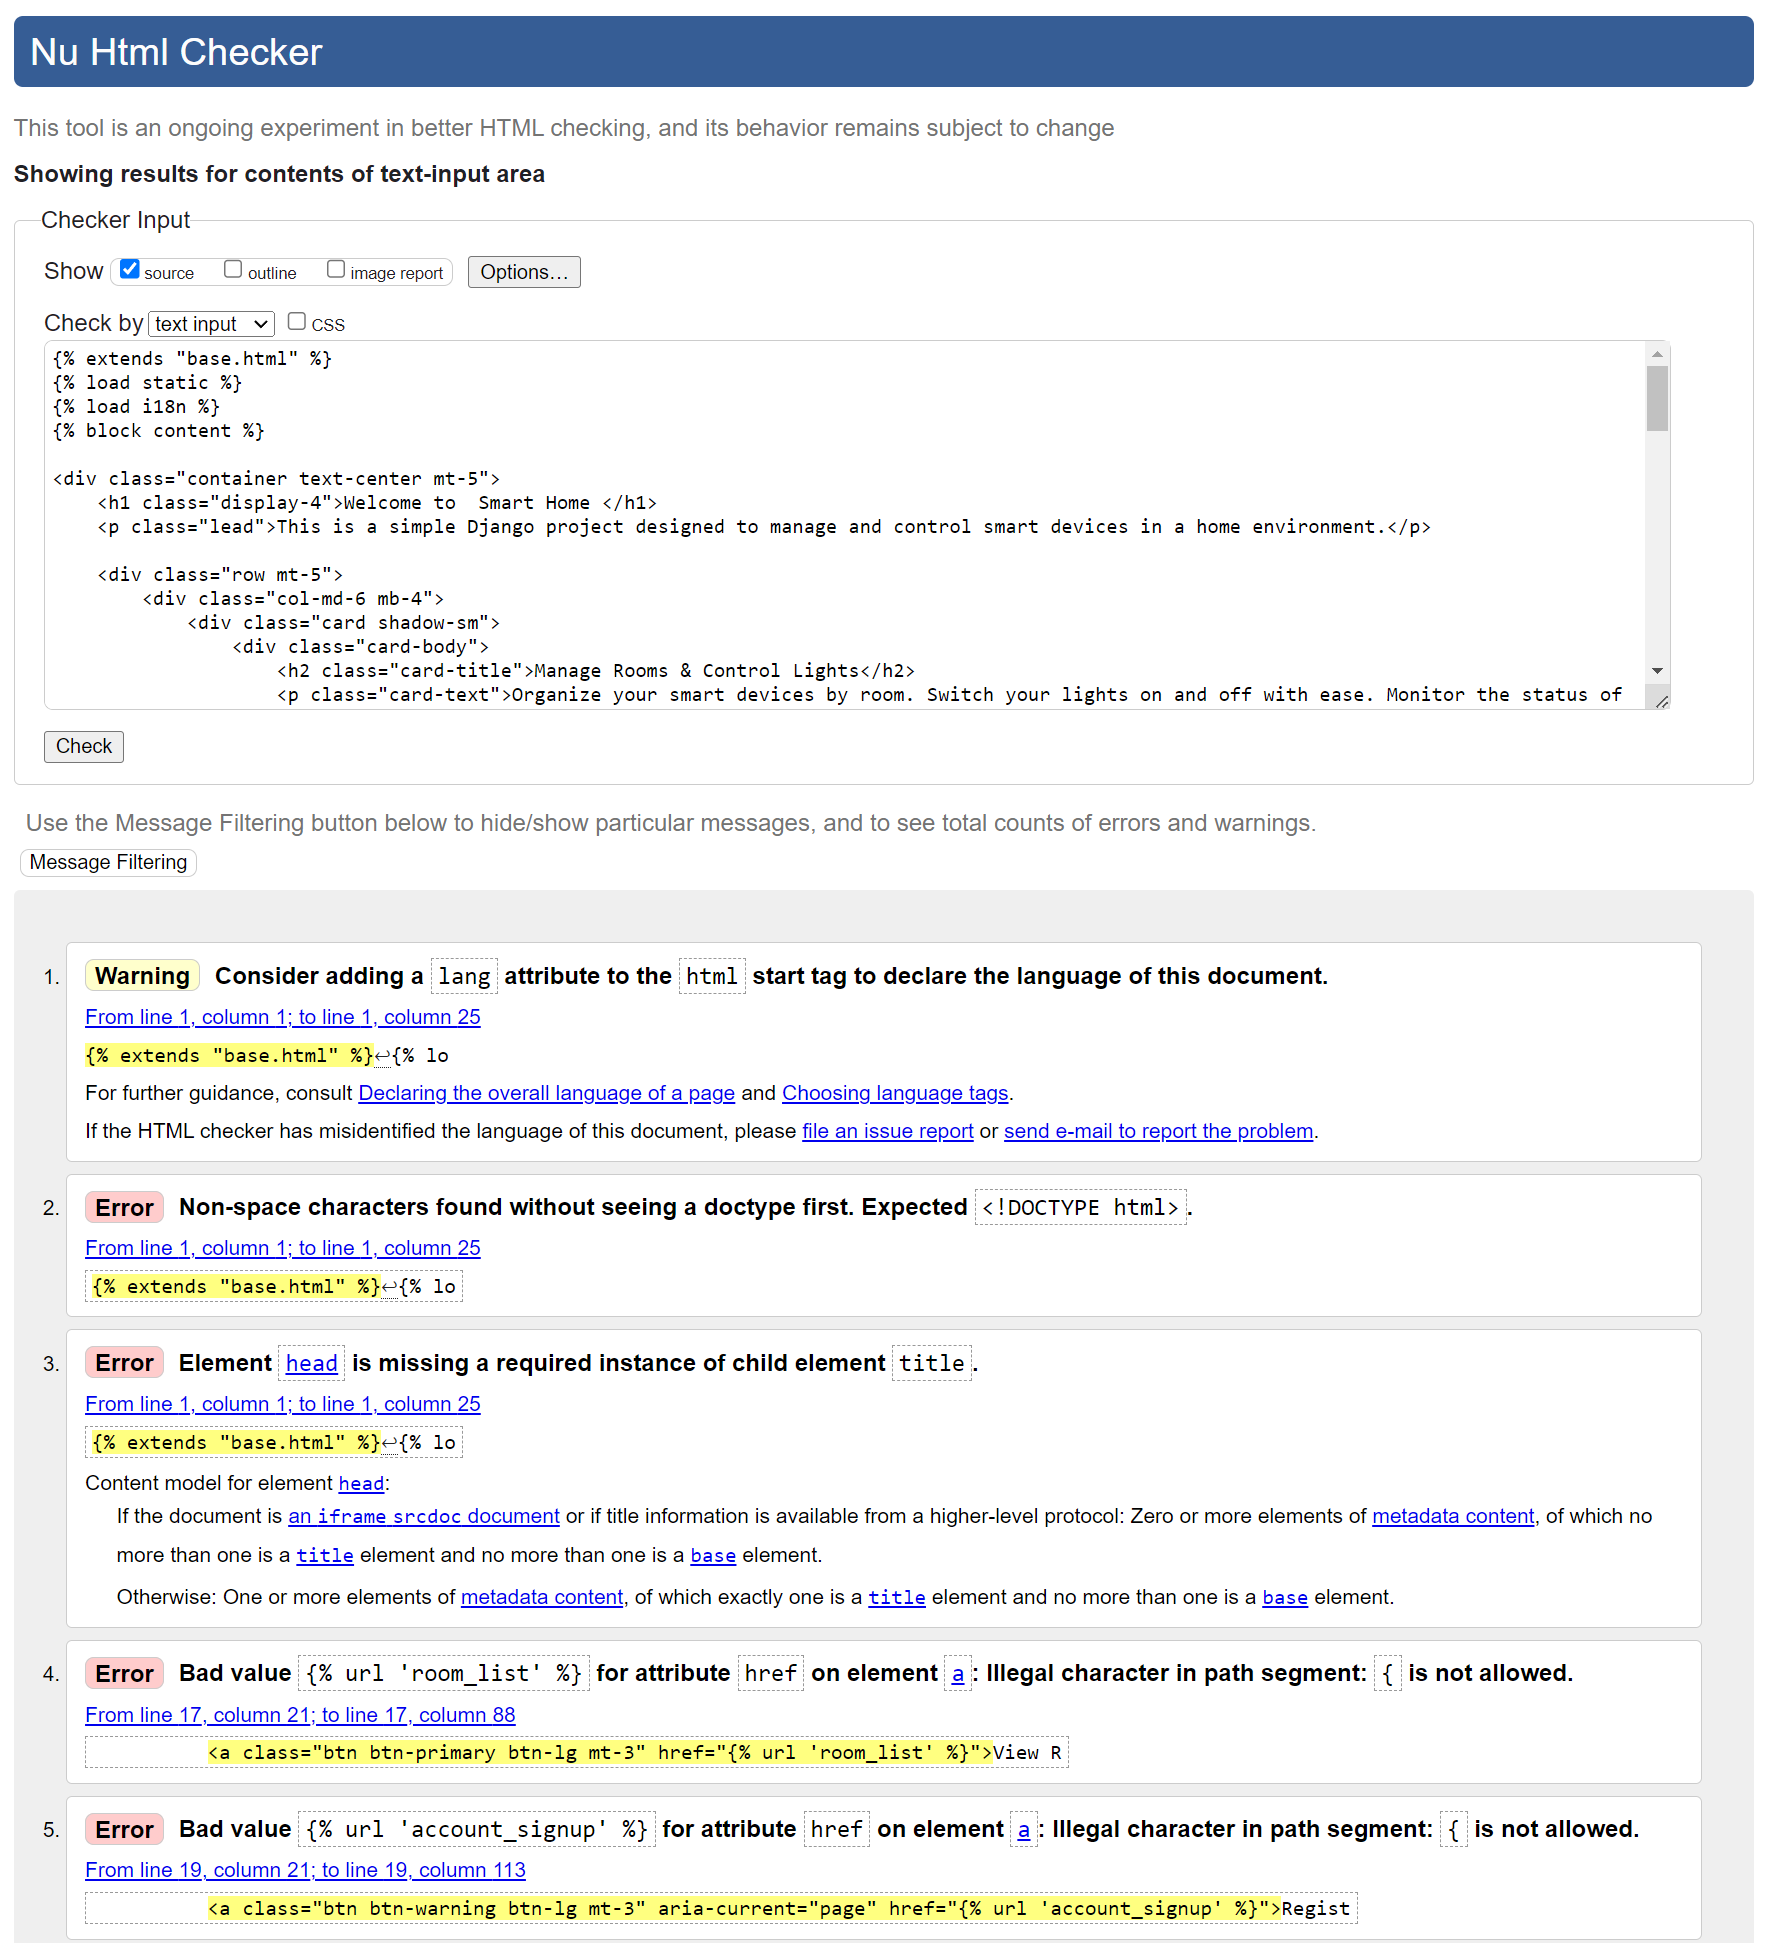 Nu Html Checker
This tool is an ongoing experiment in better HTML checking, and its behavior remains subject to change
Showing results for contents of text-input area
Checker Input
Show source outline image report Options...
Check by text input CSS
{% extends "base.html" %}
{% load static %}
{% load i18n %}
{% block content %}
<div class="container text-center mt-5">
    <h1 class="display-4">Welcome to  Smart Home </h1>
    <p class="lead">This is a simple Django project designed to manage and control smart devices in a home environment.</p>
    <div class="row mt-5">
        <div class="col-md-6 mb-4">
            <div class="card shadow-sm">
                <div class="card-body">
                    <h2 class="card-title">Manage Rooms & Control Lights</h2>
                    <p class="card-text">Organize your smart devices by room. Switch your lights on and off with ease. Monitor the status of
Check
Use the Message Filtering button below to hide/show particular messages, and to see total counts of errors and warnings.
Message Filtering
1. Warning Consider adding a lang attribute to the html start tag to declare the language of this document.
From line 1, column 1; to line 1, column 25
{% extends "base.html" %}↩{% lo
For further guidance, consult Declaring the overall language of a page and Choosing language tags.
If the HTML checker has misidentified the language of this document, please file an issue report or send e-mail to report the problem.
2. Error Non-space characters found without seeing a doctype first. Expected <!DOCTYPE html>.
From line 1, column 1; to line 1, column 25
{% extends "base.html" %}↩{% lo
3. Error Element head is missing a required instance of child element title.
From line 1, column 1; to line 1, column 25
{% extends "base.html" %}↩{% lo
Content model for element head:
If the document is an iframe srcdoc document or if title information is available from a higher-level protocol: Zero or more elements of metadata content, of which no
more than one is a title element and no more than one is a base element.
Otherwise: One or more elements of metadata content, of which exactly one is a title element and no more than one is a base element.
4. Error Bad value {% url 'room_list' %} for attribute href on element a: Illegal character in path segment: { is not allowed.
From line 17, column 21; to line 17, column 88
<a class="btn btn-primary btn-lg mt-3" href="{% url 'room_list' %}">View R
5. Error Bad value {% url 'account_signup' %} for attribute href on element a: Illegal character in path segment: { is not allowed.
From line 19, column 21; to line 19, column 113
<a class="btn btn-warning btn-lg mt-3" aria-current="page" href="{% url 'account_signup' %}">Regist